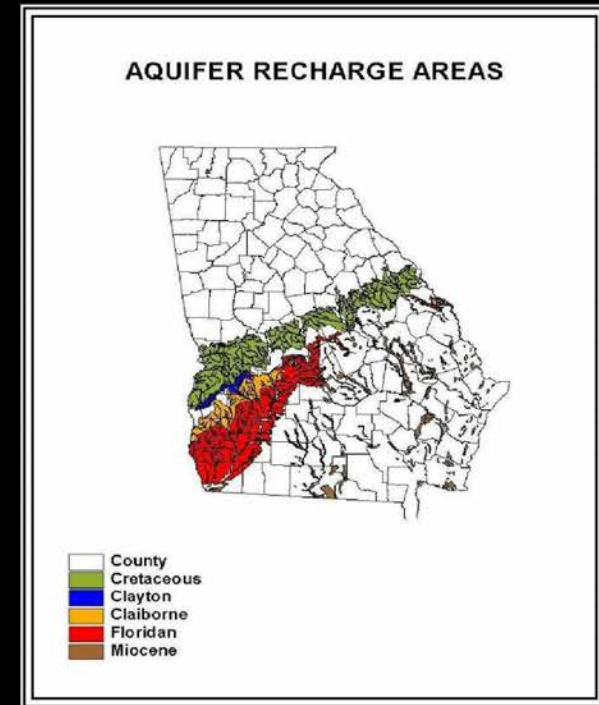 AQUIFER RECHARGE AREAS
County
Cretaceous
Clayton
Claiborne
Floridan
Miocene